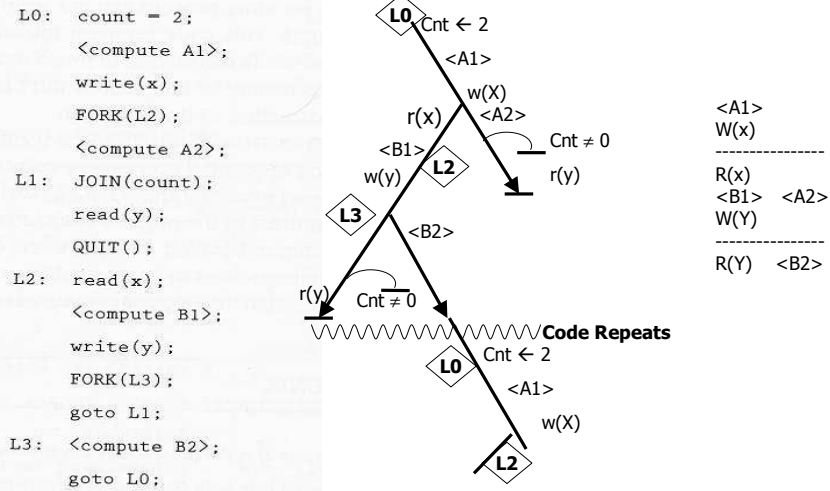 L0: count = 2;
<compute A1>;
write(x);
FORK(L2);
<compute A2>;
L1: JOIN(count);
read(y);
QUIT();
L2: read(x);
<compute B1>;
write(y);
FORK(L3);
goto L1;
L3: <compute B2>;
goto L0;
L0
Cnt ← 2
<A1>
w(X)
r(x)
<A2>
Cnt ≠ 0
<B1>
L2
r(y)
w(y)
L3
<B2>
r(y)
Cnt ≠ 0
Code Repeats
L0
Cnt ← 2
<A1>
w(X)
L2
<A1>
W(x)
-----------------
R(x)
<B1> <A2>
W(Y)
-----------------
R(Y) <B2>